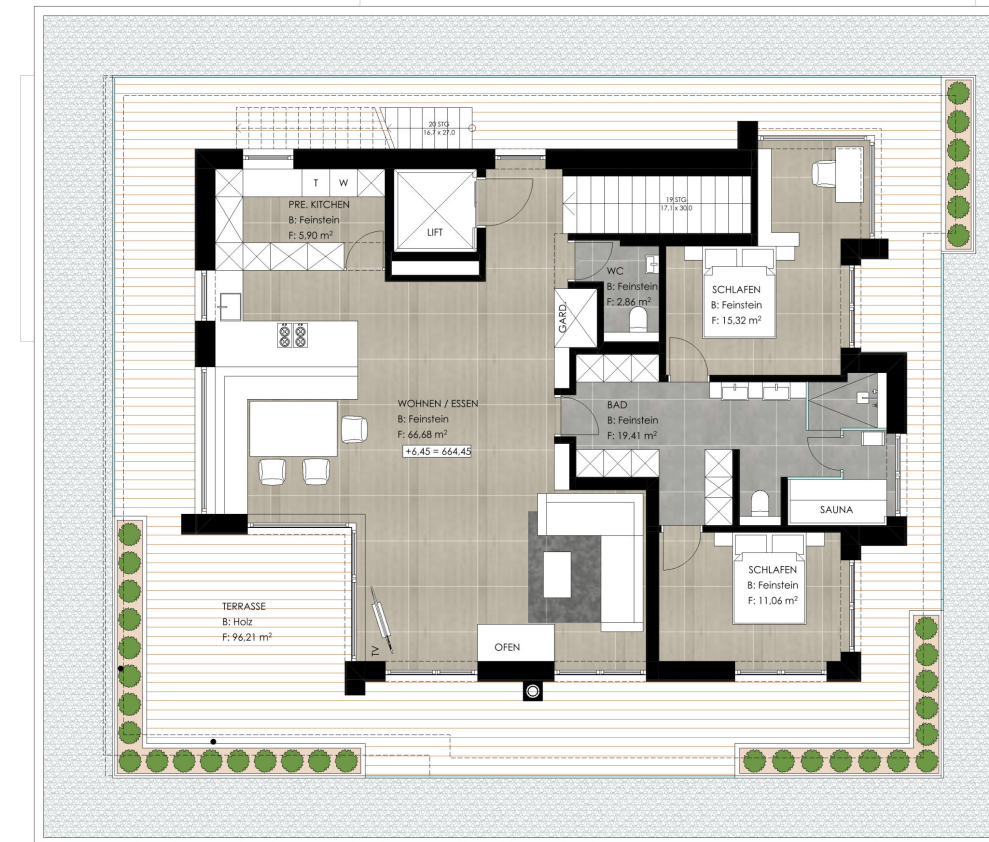 20 STG
16,7 x 27,0
T W
PRE. KITCHEN
B: Feinstein
F: 5,90 m²
LIFT
19 STG
17,1 x 30,0
WC
B: Feinstein
F: 2,86 m²
SCHLAFEN
B: Feinstein
F: 15,32 m²
GARD.
WOHNEN / ESSEN
B: Feinstein
F: 66,68 m²
+6,45 = 664,45
BAD
B: Feinstein
F: 19,41 m²
SAUNA
SCHLAFEN
B: Feinstein
F: 11,06 m²
TERRASSE
B: Holz
F: 96,21 m²
TV
OFEN